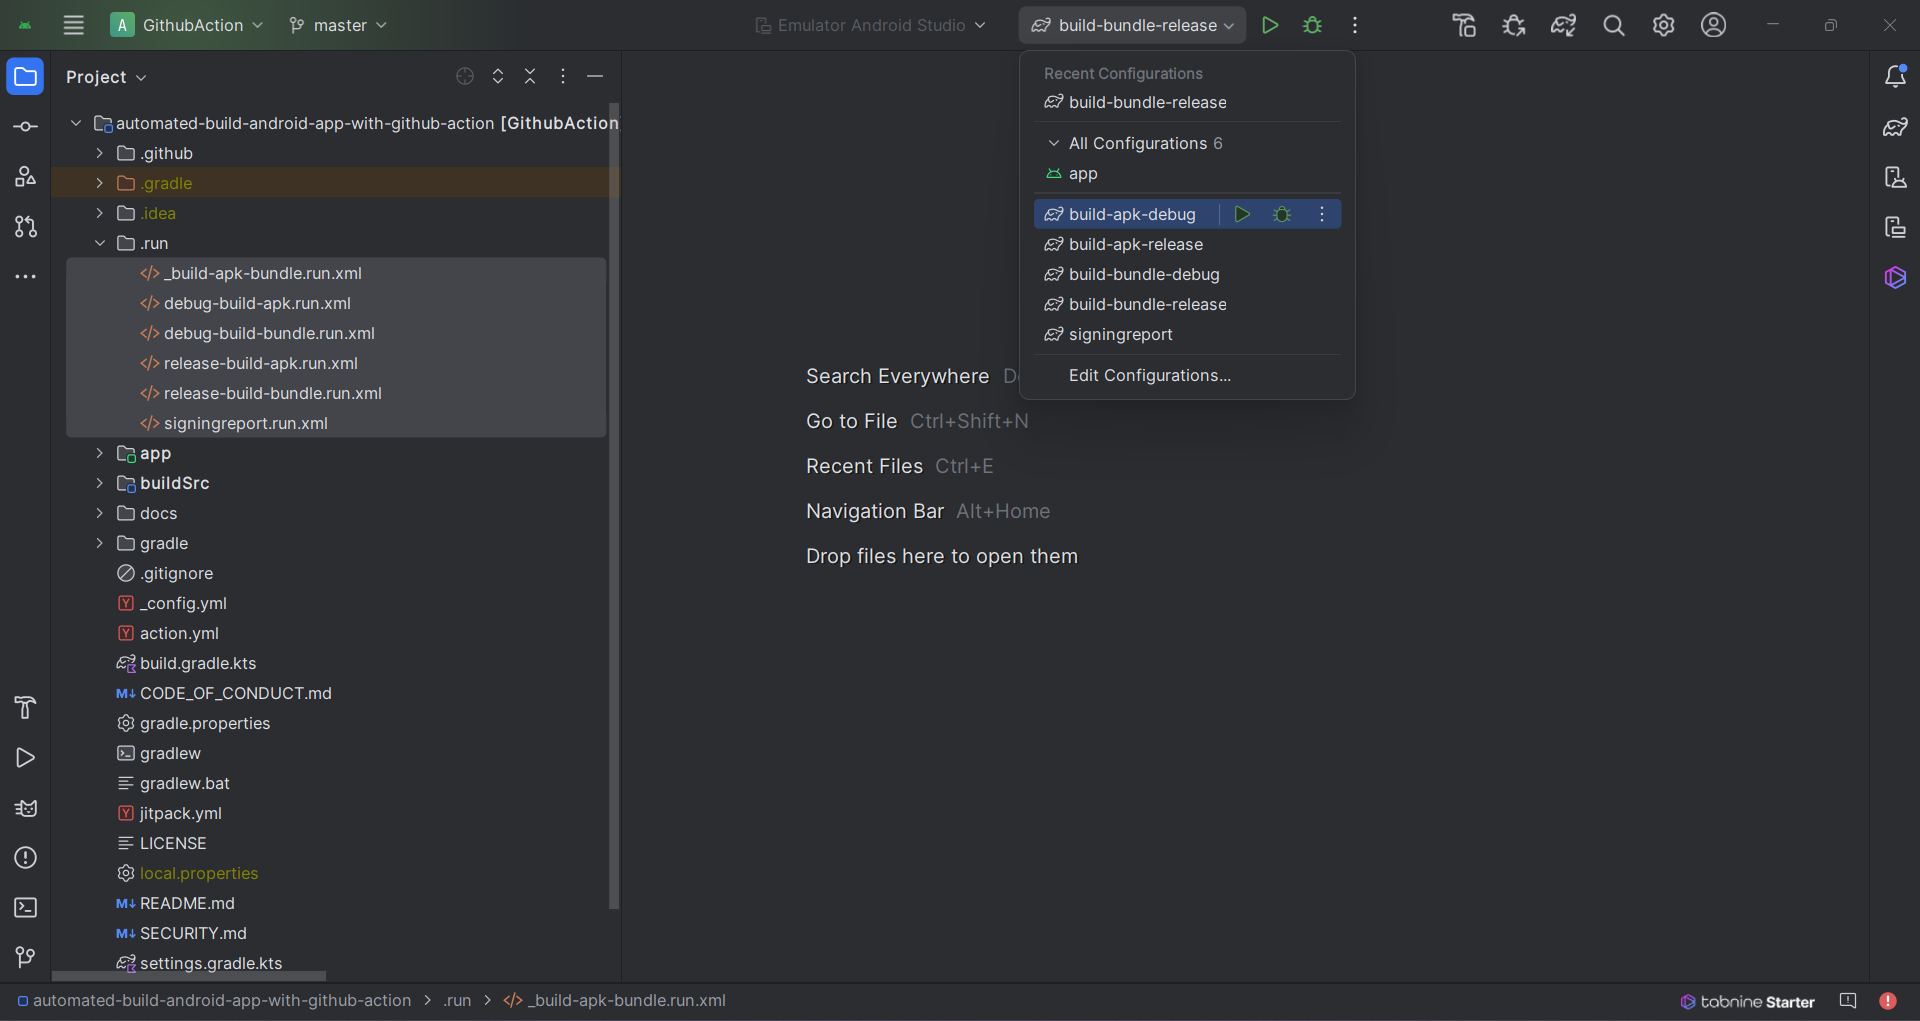 A GithubAction master Emulator Android Studio build-bundle-release
Project
automated-build-android-app-with-github-action [GithubAction
.github
.gradle
.idea
.run
_build-apk-bundle.run.xml
debug-build-apk.run.xml
debug-build-bundle.run.xml
release-build-apk.run.xml
release-build-bundle.run.xml
signingreport.run.xml
app
buildSrc
docs
gradle
.gitignore
_config.yml
action.yml
build.gradle.kts
CODE_OF_CONDUCT.md
gradle.properties
gradlew
gradlew.bat
jitpack.yml
LICENSE
local.properties
README.md
SECURITY.md
settings.gradle.kts
Recent Configurations
build-bundle-release
All Configurations 6
app
build-apk-debug
build-apk-release
build-bundle-debug
build-bundle-release
signingreport
Edit Configurations...
Search Everywhere
Go to File Ctrl+Shift+N
Recent Files Ctrl+E
Navigation Bar Alt+Home
Drop files here to open them
automated-build-android-app-with-github-action > .run > _build-apk-bundle.run.xml
tabnine Starter